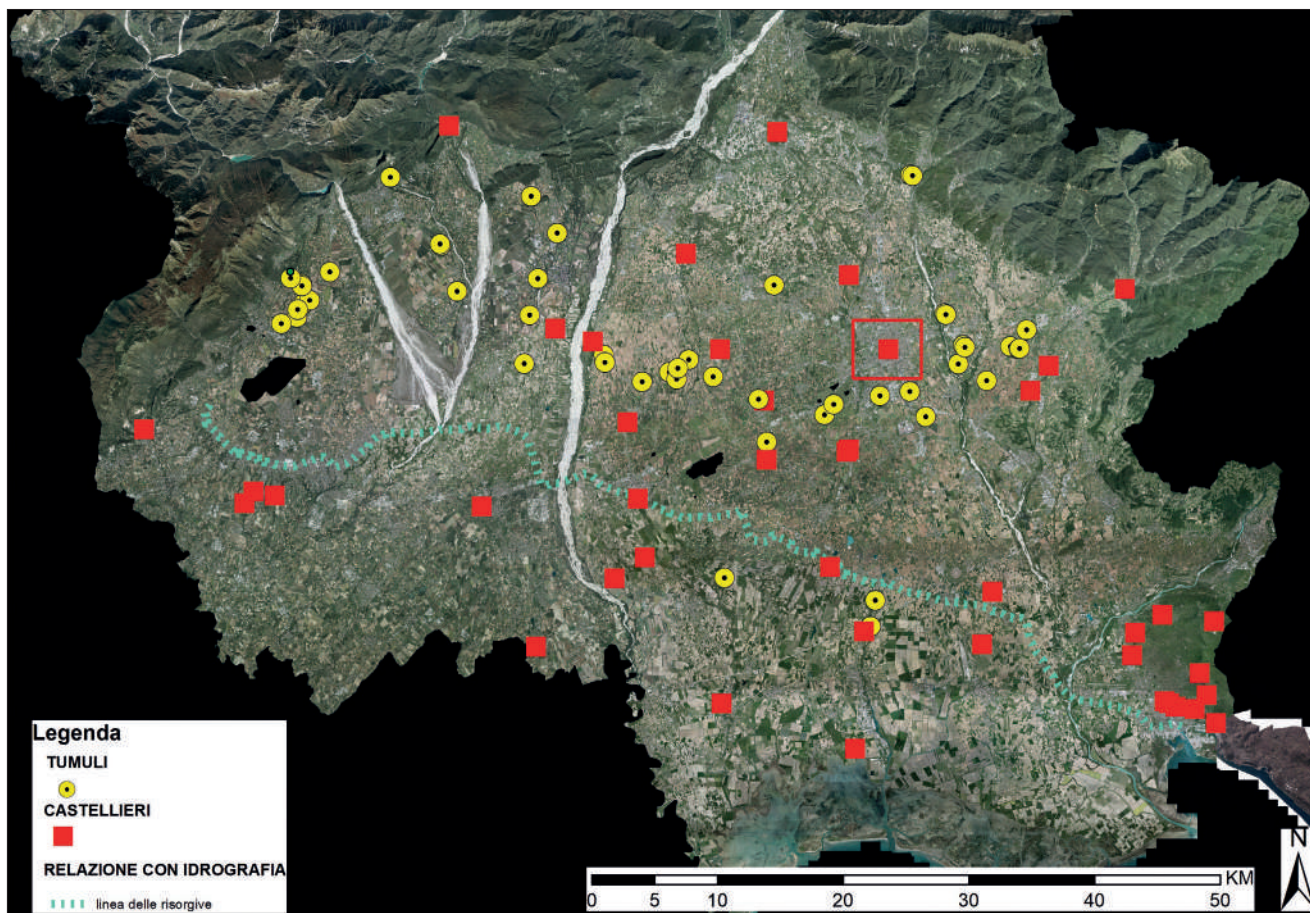 Legenda
TUMULI
CASTELLIERI
RELAZIONE CON IDROGRAFIA
linea delle risorgive
N
KM
0 5 10 20 30 40 50